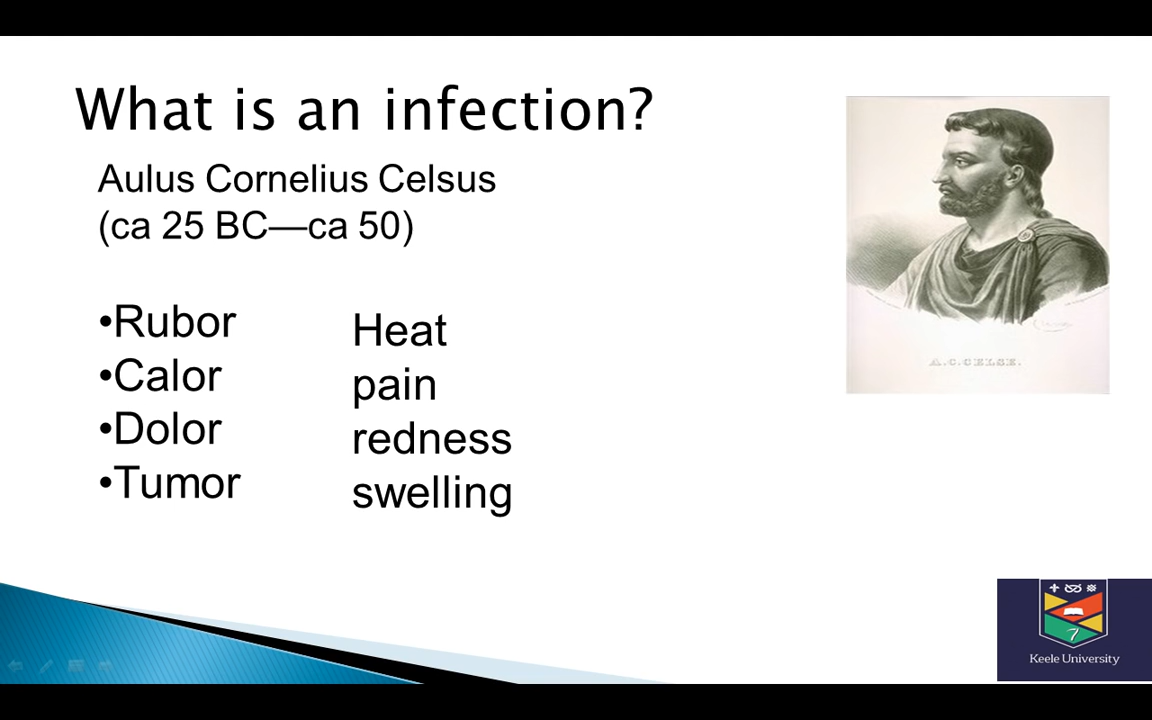 What is an infection?
Aulus Cornelius Celsus
(ca 25 BC—ca 50)
•Rubor
•Calor
•Dolor
•Tumor
Heat
pain
redness
swelling
A.C.CELSE.
Keele University